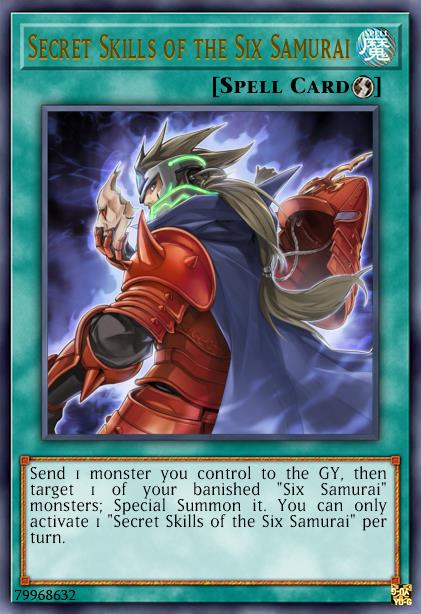 SECRET SKILLS OF THE SIX SAMURAI
SPELL
魔
[SPELL CARD]
Send 1 monster you control to the GY, then
target 1 of your banished "Six Samurai"
monsters; Special Summon it. You can only
activate 1 "Secret Skills of the Six Samurai" per
turn.
79968632